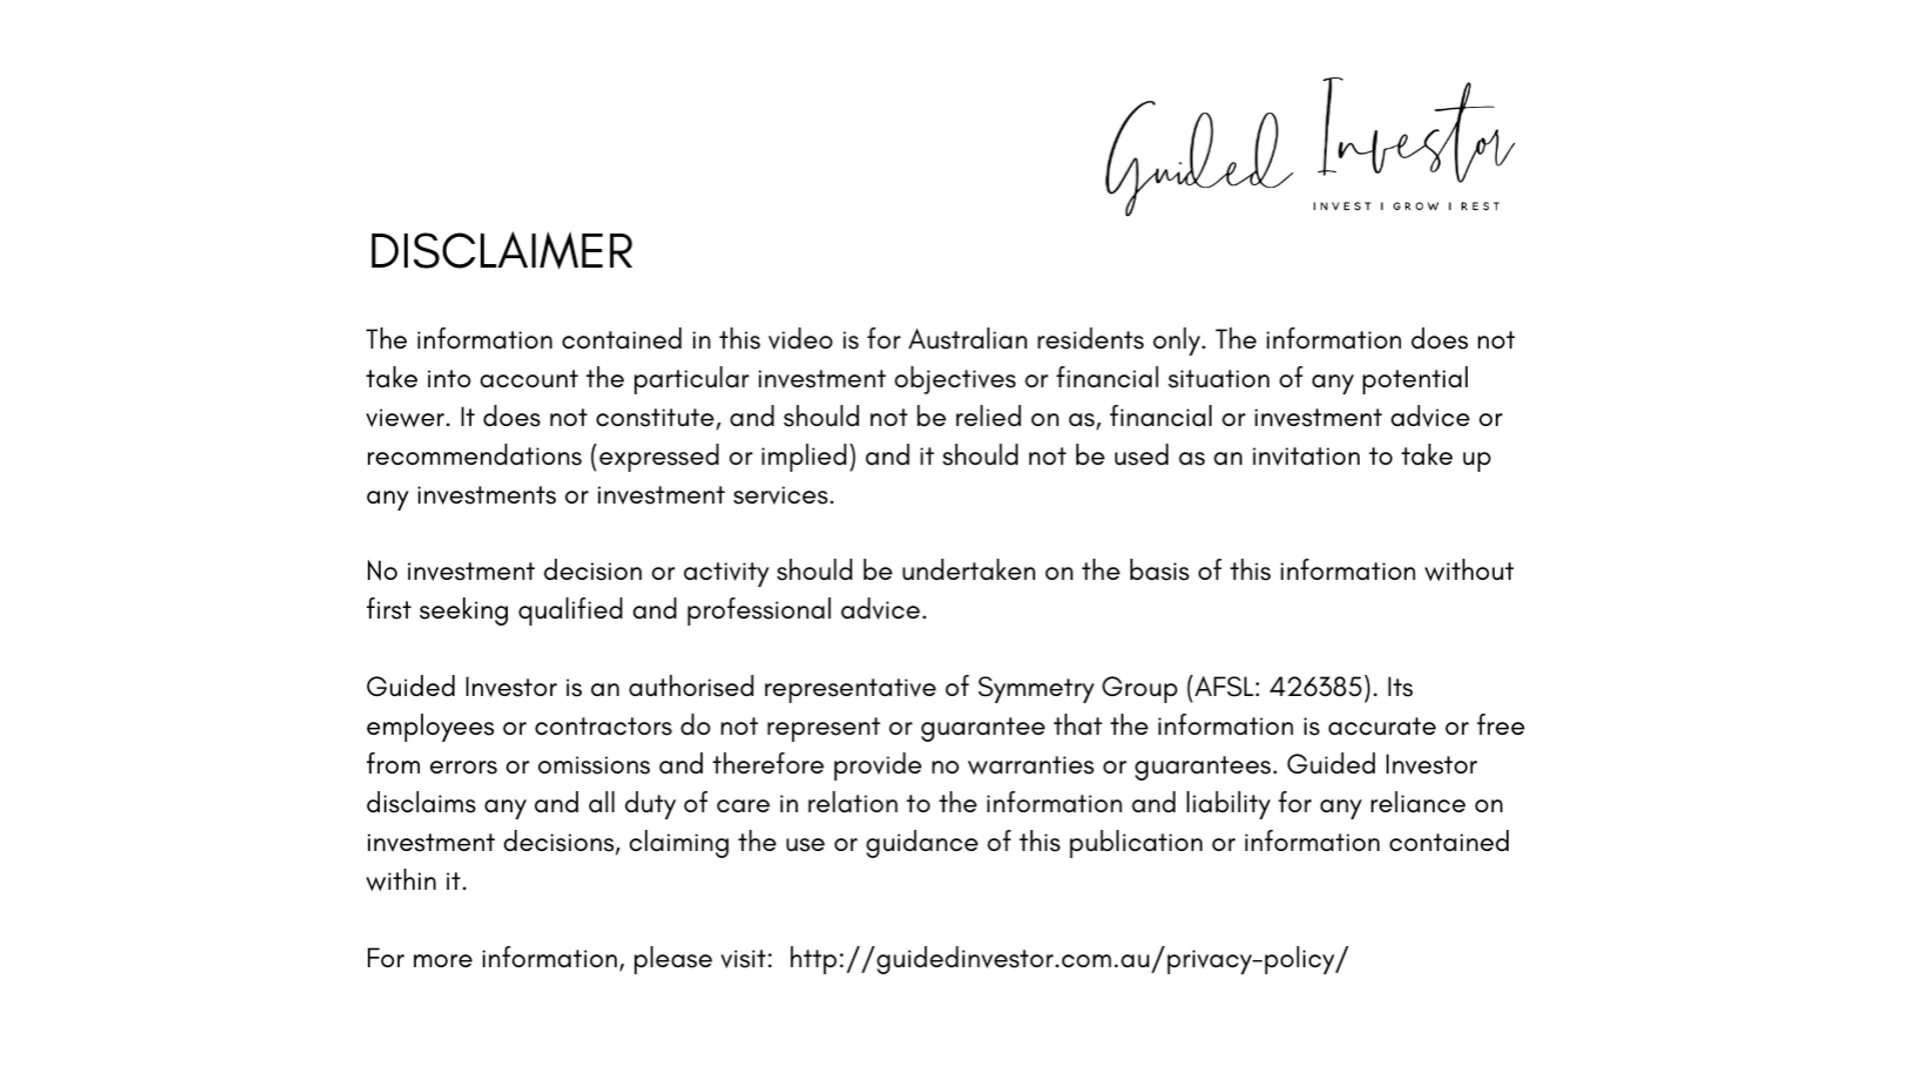 Guided Investor
INVEST | GROW | REST
DISCLAIMER
The information contained in this video is for Australian residents only. The information does not
take into account the particular investment objectives or financial situation of any potential
viewer. It does not constitute, and should not be relied on as, financial or investment advice or
recommendations (expressed or implied) and it should not be used as an invitation to take up
any investments or investment services.
No investment decision or activity should be undertaken on the basis of this information without
first seeking qualified and professional advice.
Guided Investor is an authorised representative of Symmetry Group (AFSL: 426385). Its
employees or contractors do not represent or guarantee that the information is accurate or free
from errors or omissions and therefore provide no warranties or guarantees. Guided Investor
disclaims any and all duty of care in relation to the information and liability for any reliance on
investment decisions, claiming the use or guidance of this publication or information contained
within it.
For more information, please visit:  http://guidedinvestor.com.au/privacy-policy/